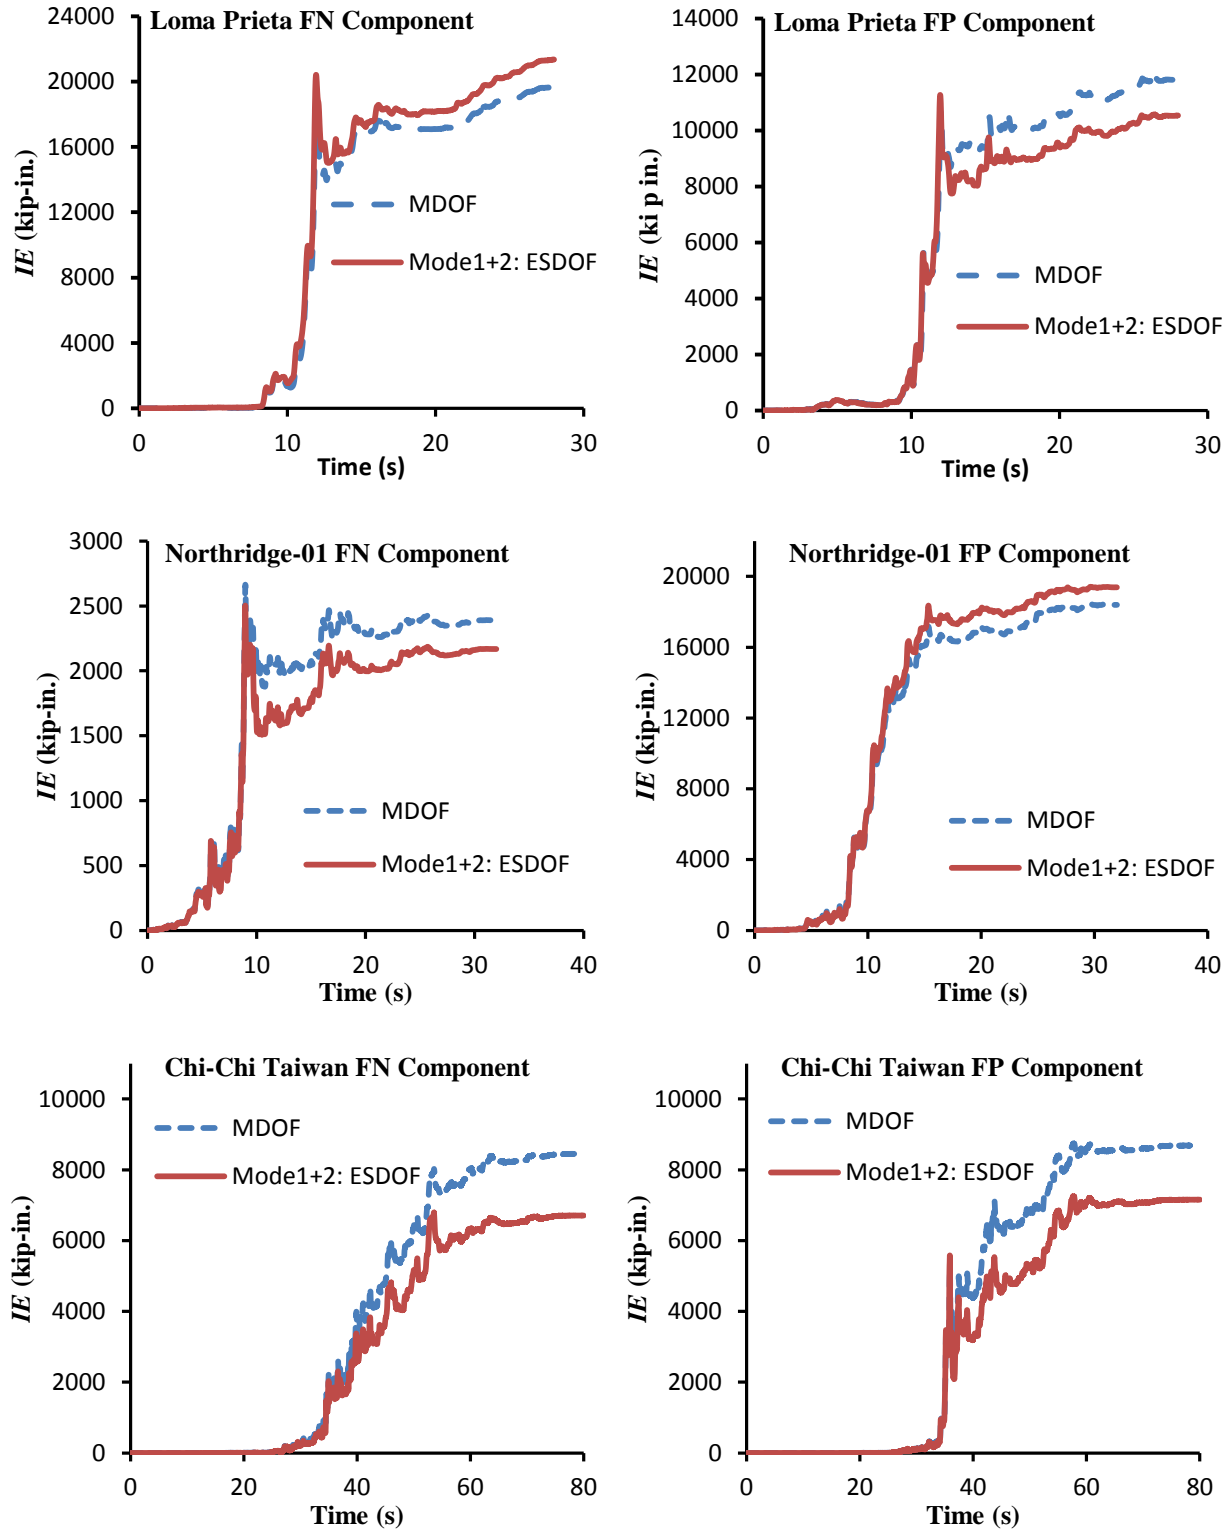 Loma Prieta FN Component
24000
20000
16000
12000
8000
4000
0
IE (kip-in.)
MDOF
Mode1+2: ESDOF
0 10 20 30
Time (s)
Loma Prieta FP Component
14000
12000
10000
8000
6000
4000
2000
0
IE (ki p in.)
MDOF
Mode1+2: ESDOF
0 10 20 30
Time (s)
Northridge-01 FN Component
3000
2500
2000
1500
1000
500
0
IE (kip-in.)
MDOF
Mode1+2: ESDOF
0 10 20 30 40
Time (s)
Northridge-01 FP Component
20000
16000
12000
8000
4000
0
IE (kip-in.)
MDOF
Mode1+2: ESDOF
0 10 20 30 40
Time (s)
Chi-Chi Taiwan FN Component
10000
8000
6000
4000
2000
0
IE (kip-in.)
MDOF
Mode1+2: ESDOF
0 20 40 60 80
Time (s)
Chi-Chi Taiwan FP Component
10000
8000
6000
4000
2000
0
IE (kip-in.)
MDOF
Mode1+2: ESDOF
0 20 40 60 80
Time (s)